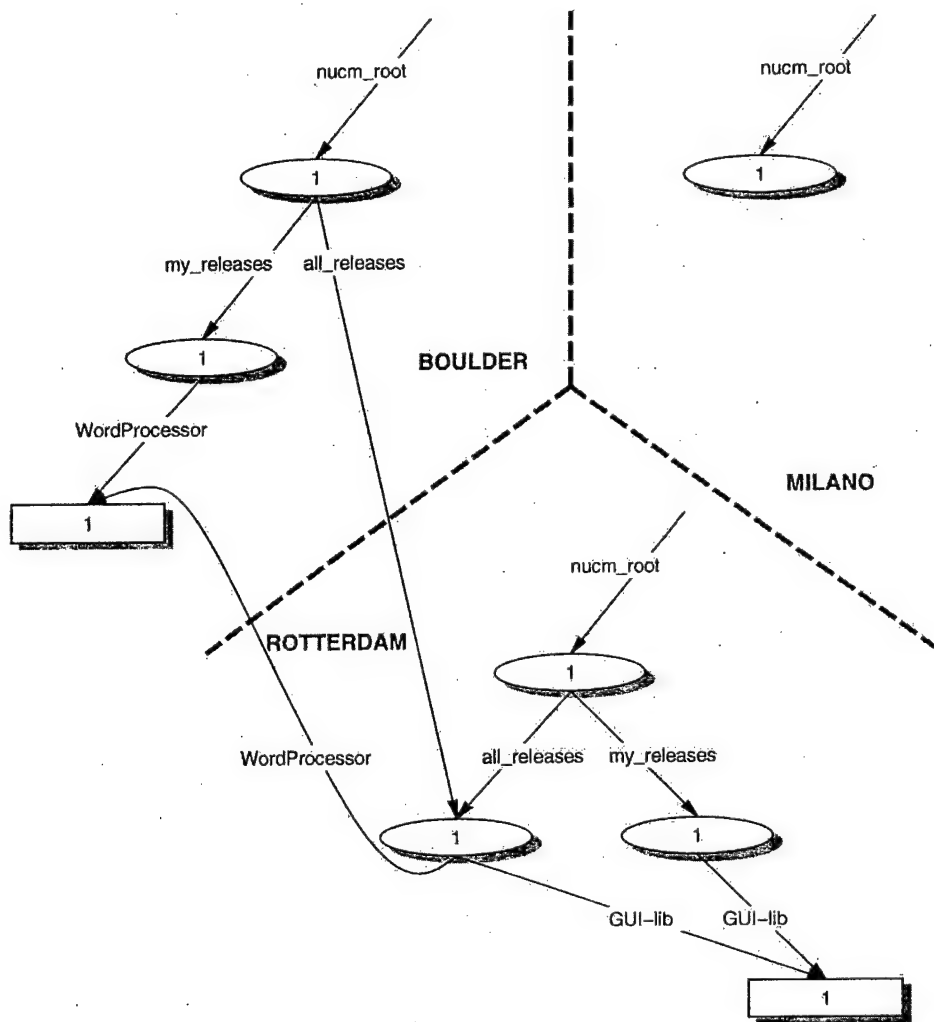 nucm_root
nucm_root
1
1
my_releases
all_releases
1
BOULDER
WordProcessor
MILANO
1
nucm_root
ROTTERDAM
1
WordProcessor
all_releases
my_releases
1
1
GUI-lib
GUI-lib
1